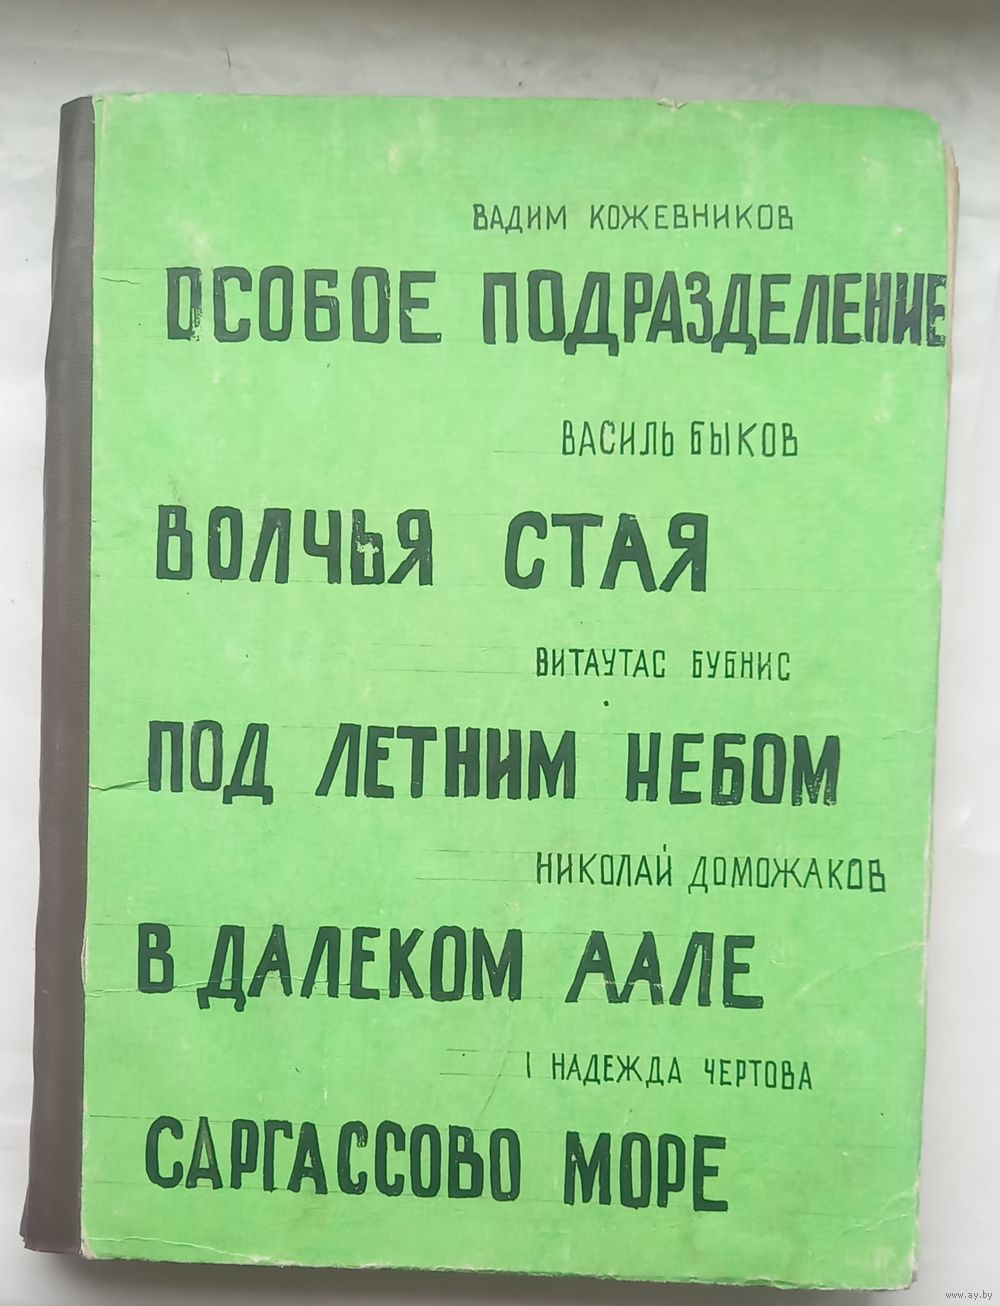 ВАДИМ КОЖЕВНИКОВ
ОСОБОЕ ПОДРАЗДЕЛЕНИЕ
ВАСИЛЬ БЫКОВ
ВОЛЧЬЯ СТАЯ
ВИТАУТАС БУБНИС
ПОД ЛЕТНИМ НЕБОМ
НИКОЛАЙ ДОМОЖАКОВ
В ДАЛЕКОМ ААЛЕ
НАДЕЖДА ЧЕРТОВА
САРГАССОВО МОРЕ
www.ay.by